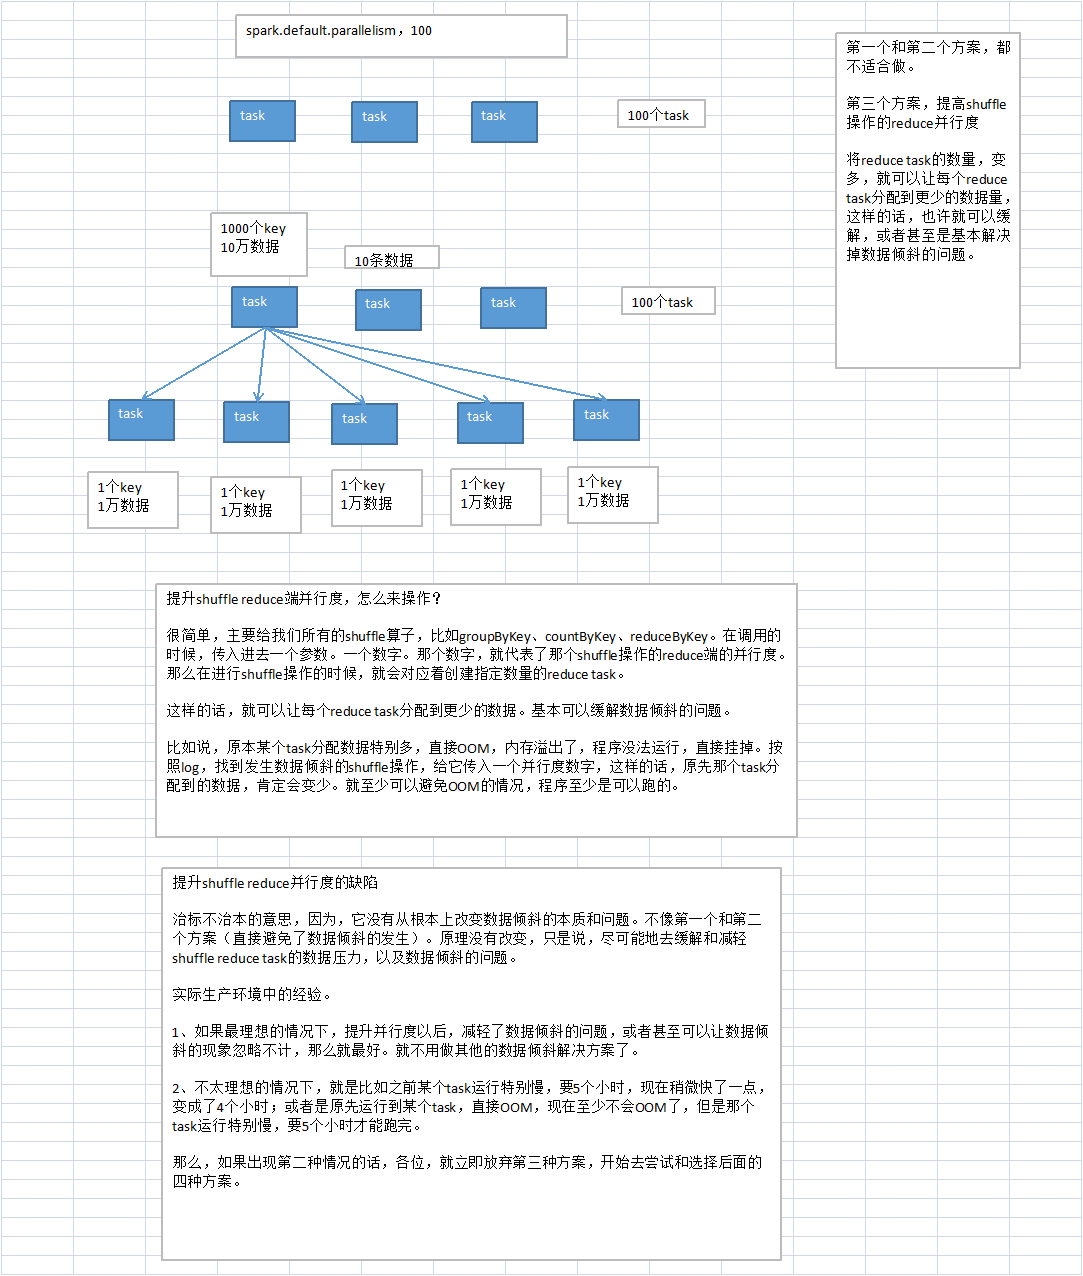 spark.default.parallelism，100
第一个和第二个方案，都
不适合做。
第三个方案，提高shuffle
操作的reduce并行度
将reduce task的数量，变
多，就可以让每个reduce
task分配到更少的数据量，
这样的话，也许就可以缓
解，或者甚至是基本解决
掉数据倾斜的问题。
task
task
task
100个task
1000个key
10万数据
10条数据
task
task
task
100个task
task
task
task
task
task
1个key
1万数据
1个key
1万数据
1个key
1万数据
1个key
1万数据
1个key
1万数据
提升shuffle reduce端并行度，怎么来操作？
很简单，主要给我们所有的shuffle算子，比如groupByKey、countByKey、reduceByKey。在调用的
时候，传入进去一个参数。一个数字。那个数字，就代表了那个shuffle操作的reduce端的并行度。
那么在进行shuffle操作的时候，就会对应着创建指定数量的reduce task。
这样的话，就可以让每个reduce task分配到更少的数据。基本可以缓解数据倾斜的问题。
比如说，原本某个task分配数据特别多，直接OOM，内存溢出了，程序没法运行，直接挂掉。按
照log，找到发生数据倾斜的shuffle操作，给它传入一个并行度数字，这样的话，原先那个task分
配到的数据，肯定会变少。就至少可以避免OOM的情况，程序至少是可以跑的。
提升shuffle reduce并行度的缺陷
治标不治本的意思，因为，它没有从根本上改变数据倾斜的本质和问题。不像第一个和第二
个方案（直接避免了数据倾斜的发生）。原理没有改变，只是说，尽可能地去缓解和减轻
shuffle reduce task的数据压力，以及数据倾斜的问题。
实际生产环境中的经验。
1、如果最理想的情况下，提升并行度以后，减轻了数据倾斜的问题，或者甚至可以让数据倾
斜的现象忽略不计，那么就最好。就不用做其他的数据倾斜解决方案了。
2、不太理想的情况下，就是比如之前某个task运行特别慢，要5个小时，现在稍微快了一点，
变成了4个小时；或者是原先运行到某个task，直接OOM，现在至少不会OOM了，但是那个
task运行特别慢，要5个小时才能跑完。
那么，如果出现第二种情况的话，各位，就立即放弃第三种方案，开始去尝试和选择后面的
四种方案。